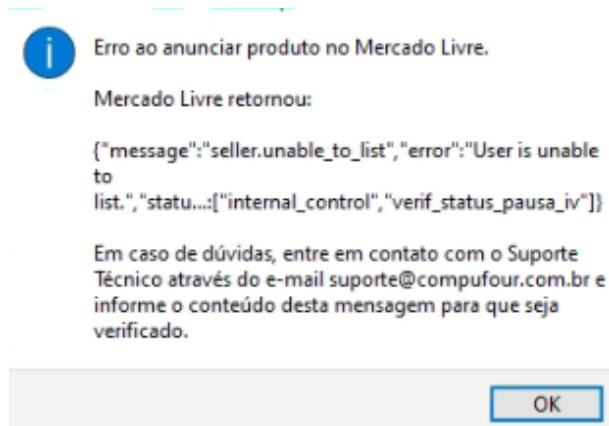 Erro ao anunciar produto no Mercado Livre.
Mercado Livre retornou:
{"message":"seller.unable_to_list","error":"User is unable
to
list.","statu...:["internal_control","verif_status_pausa_iv"]}
Em caso de dúvidas, entre em contato com o Suporte
Técnico através do e-mail suporte@compufour.com.br e
informe o conteúdo desta mensagem para que seja
verificado.
OK